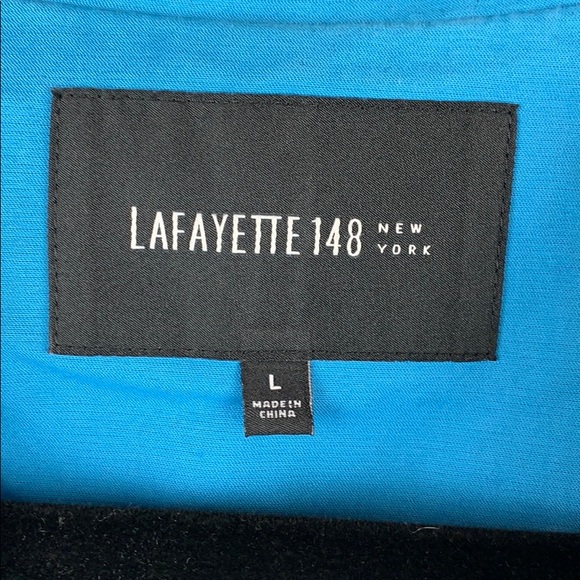 LAFAYETTE 148 NEW YORK
L
MADE IN
CHINA